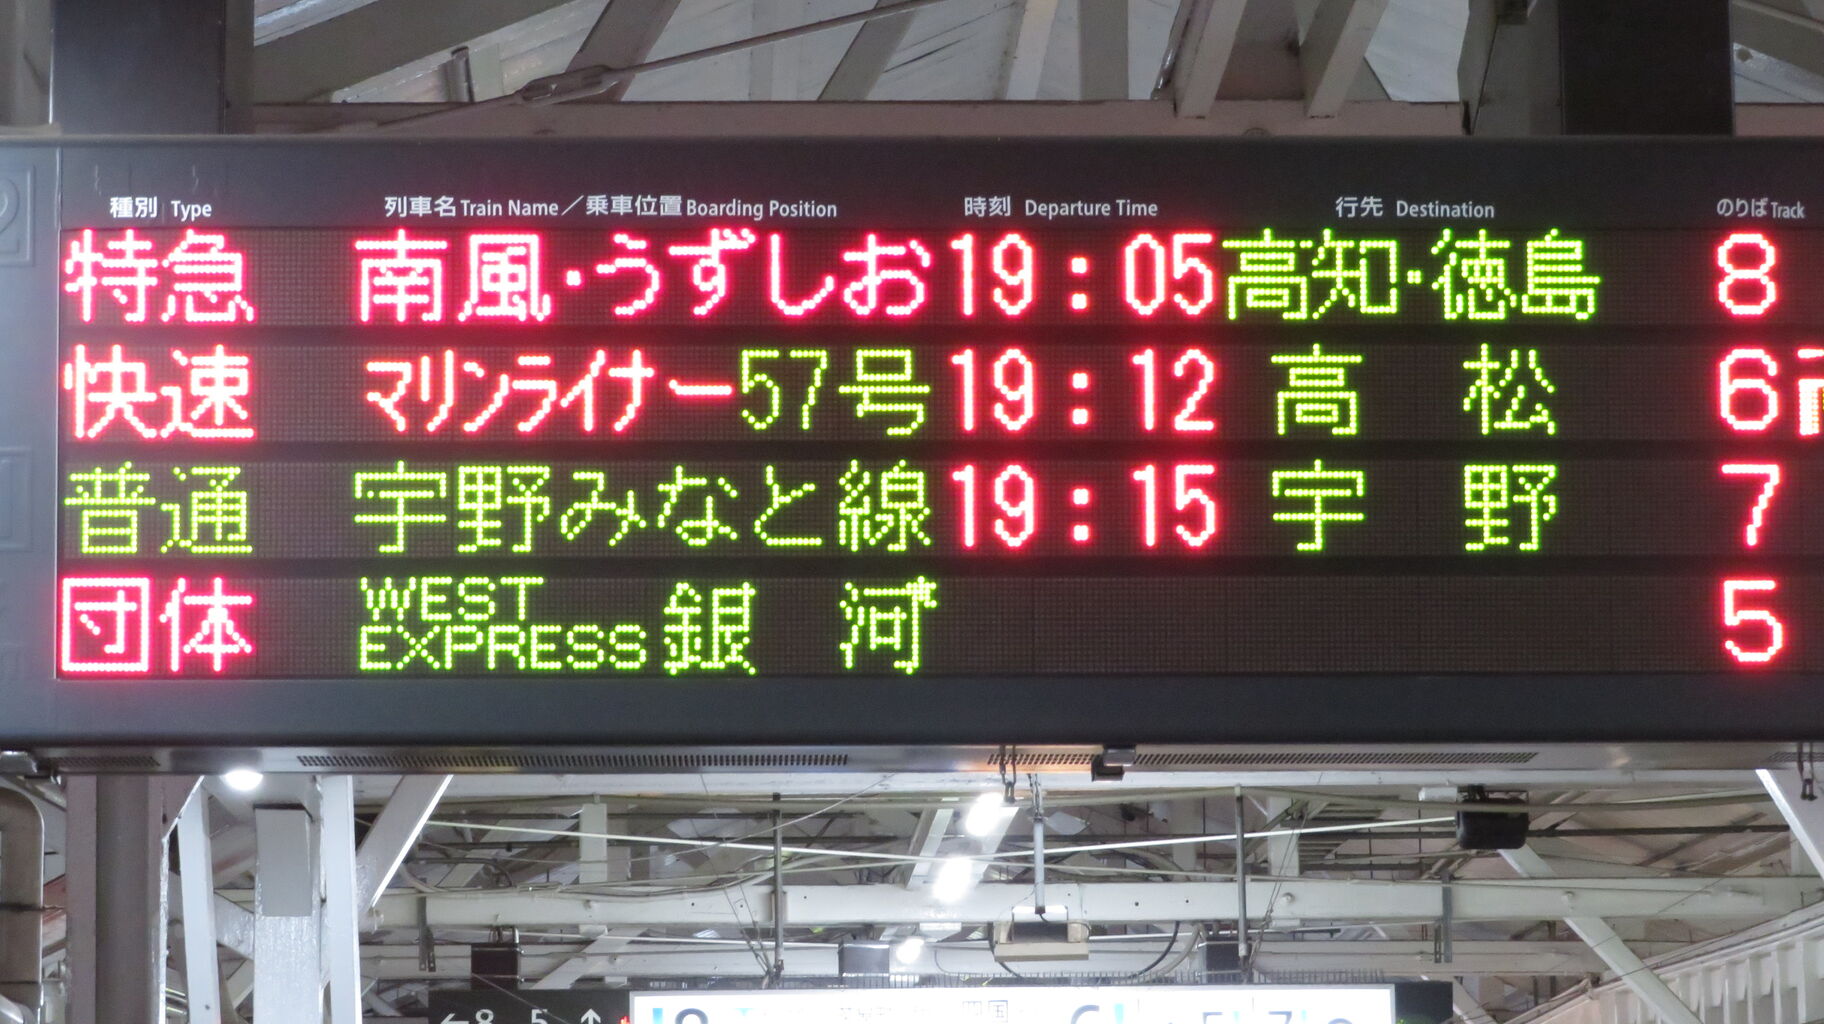 種別 Type 列車名 Train Name／乗車位置 Boarding Position 時刻 Departure Time 行先 Destination のりば Track
特急 南風・うずしお 19:05 高知・徳島 8
快速 マリンライナー57号 19:12 高松 6
普通 宇野みなと線 19:15 宇野 7
団体 WEST EXPRESS 銀河 5
←8 5 ↑